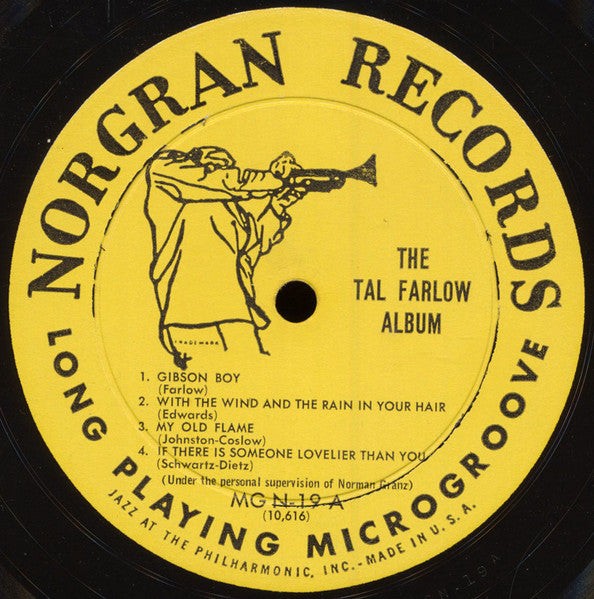 NORGRAN RECORDS
THE
TAL FARLOW
ALBUM
TRADEMARK
1. GIBSON BOY
(Farlow)
2. WITH THE WIND AND THE RAIN IN YOUR HAIR
(Edwards)
3. MY OLD FLAME
(Johnston-Coslow)
4. IF THERE IS SOMEONE LOVELIER THAN YOU
(Schwartz-Dietz)
(Under the personal supervision of Norman Granz)
MG N-19 A
(10,616)
LONG PLAYING MICROGROOVE
JAZZ AT THE PHILHARMONIC, INC.-MADE IN U.S.A.